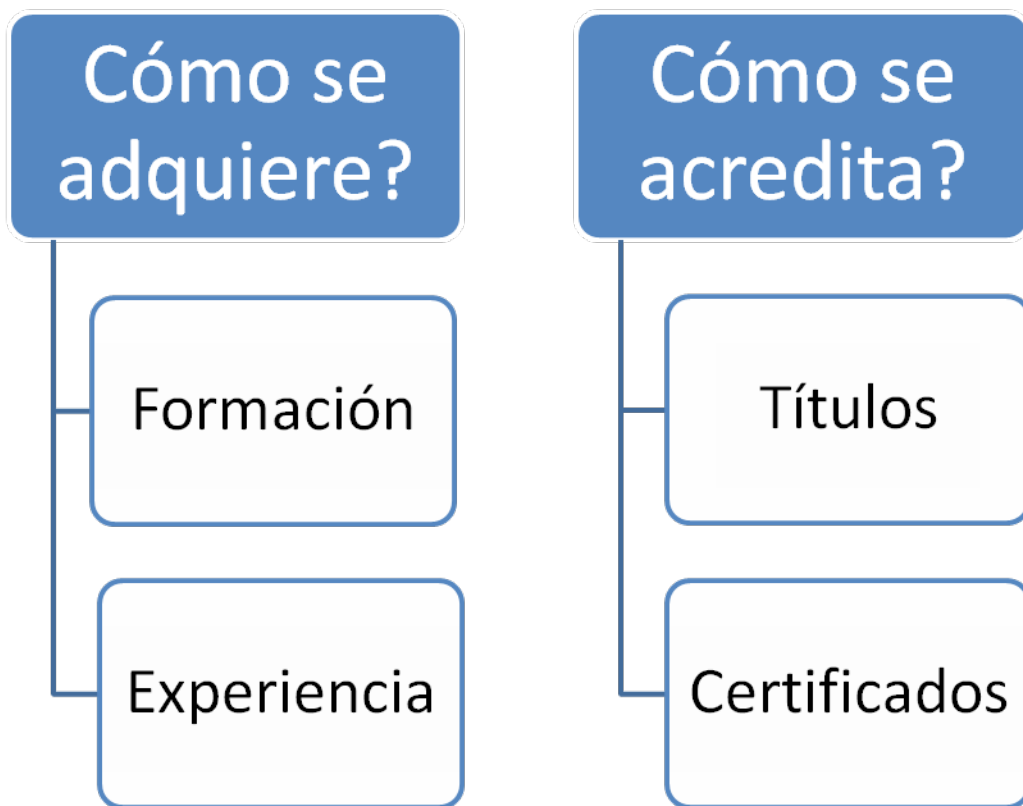 Cómo se
adquiere?
Formación
Experiencia
Cómo se
acredita?
Títulos
Certificados